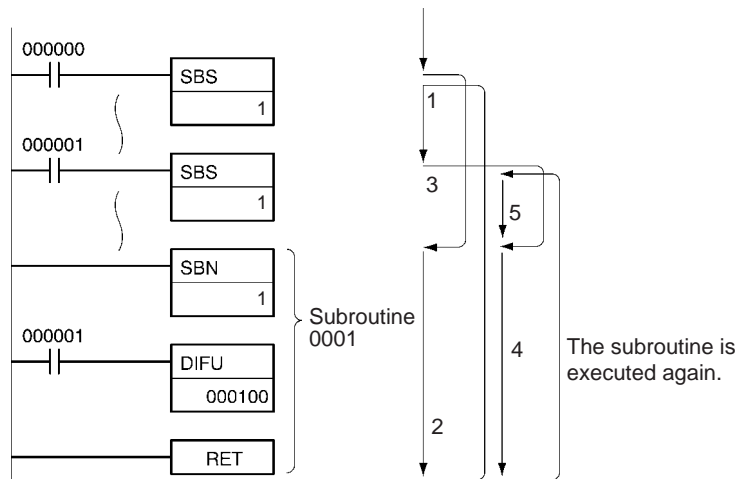 000000
SBS
1
000001
SBS
1
SBN
1
000001
DIFU
000100
RET
Subroutine
0001
1
3
5
4
2
The subroutine is
executed again.